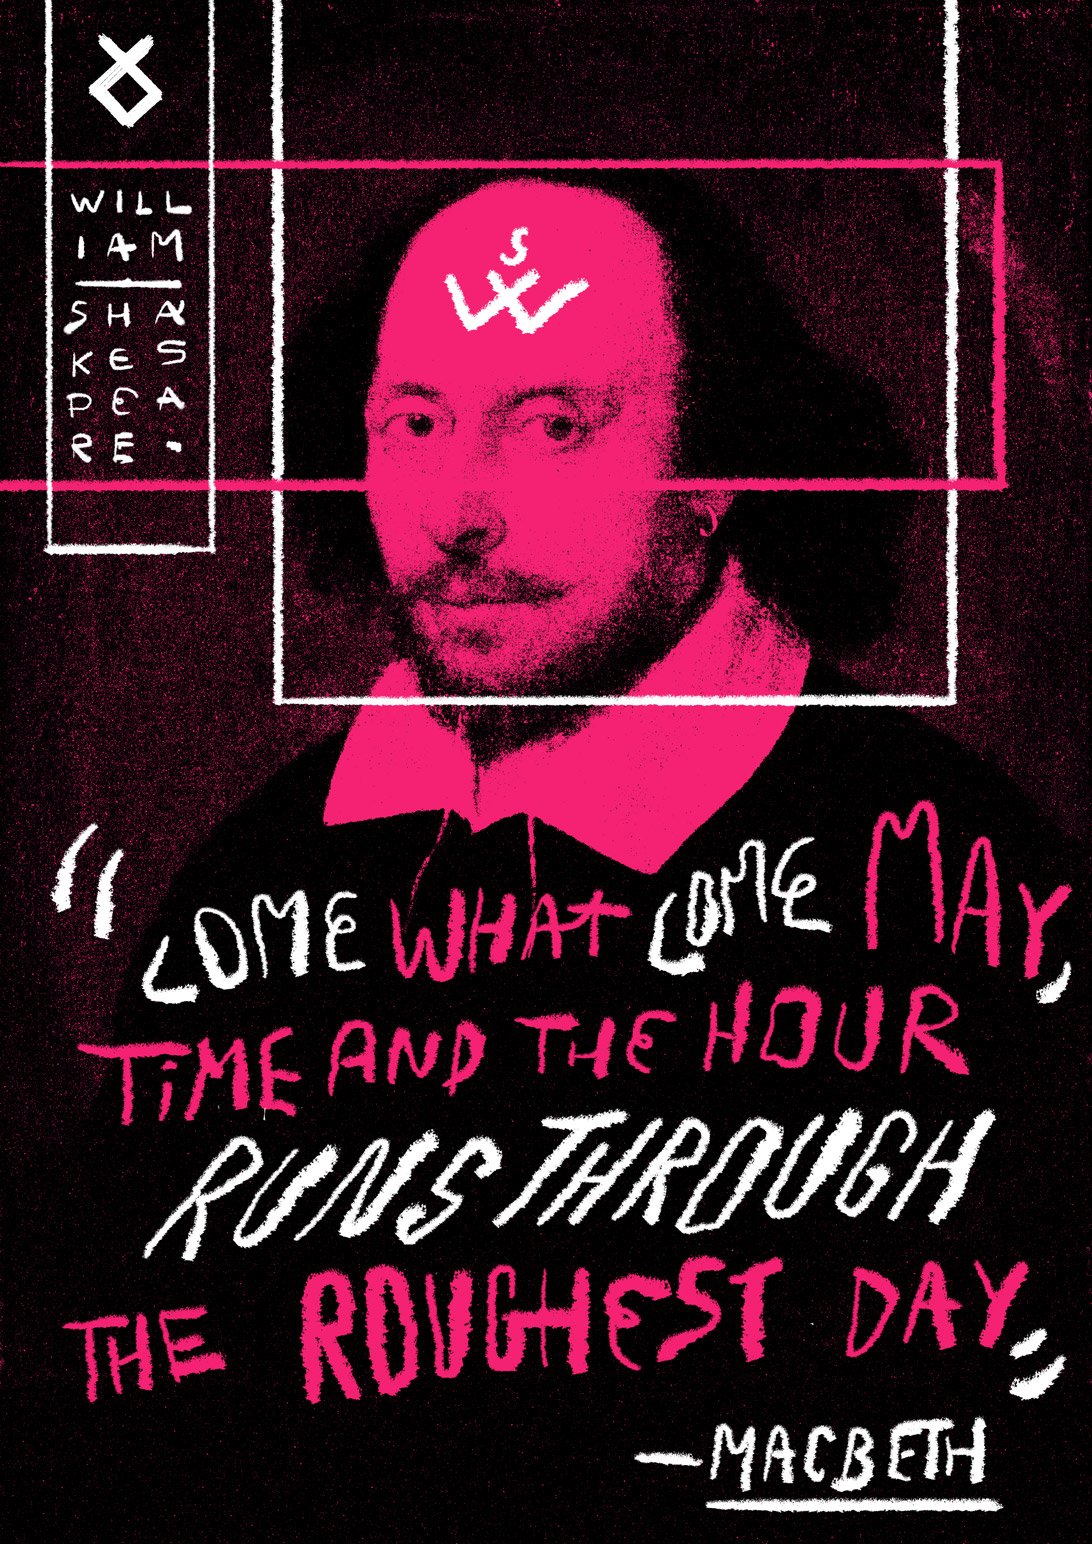 WILL
IAM
SHA
KES
PEA
RE.
S
W
“COME WHAT COME MAY,
TIME AND THE HOUR
RUNS THROUGH
THE ROUGHEST DAY”
—MACBETH